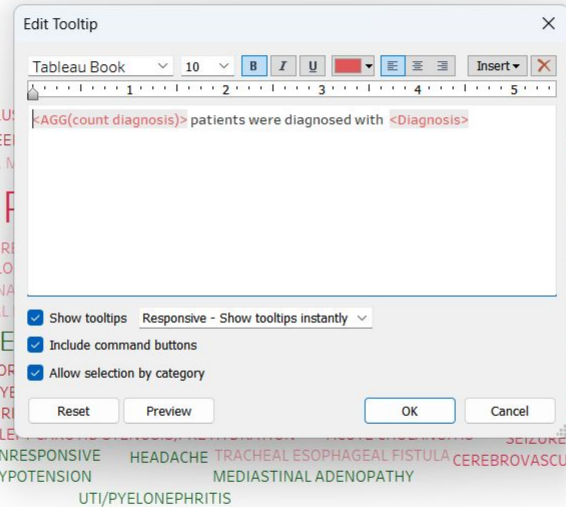 Edit Tooltip
Tableau Book 10 B I U Insert
1 2 3 4 5
<AGG(count diagnosis)> patients were diagnosed with <Diagnosis>
Show tooltips Responsive - Show tooltips instantly
Include command buttons
Allow selection by category
Reset Preview OK Cancel
NRESPONSIVE HEADACHE TRACHEAL ESOPHAGEAL FISTULA CEREBROVASCU
YPOTENSION MEDIASTINAL ADENOPATHY
UTI/PYELONEPHRITIS